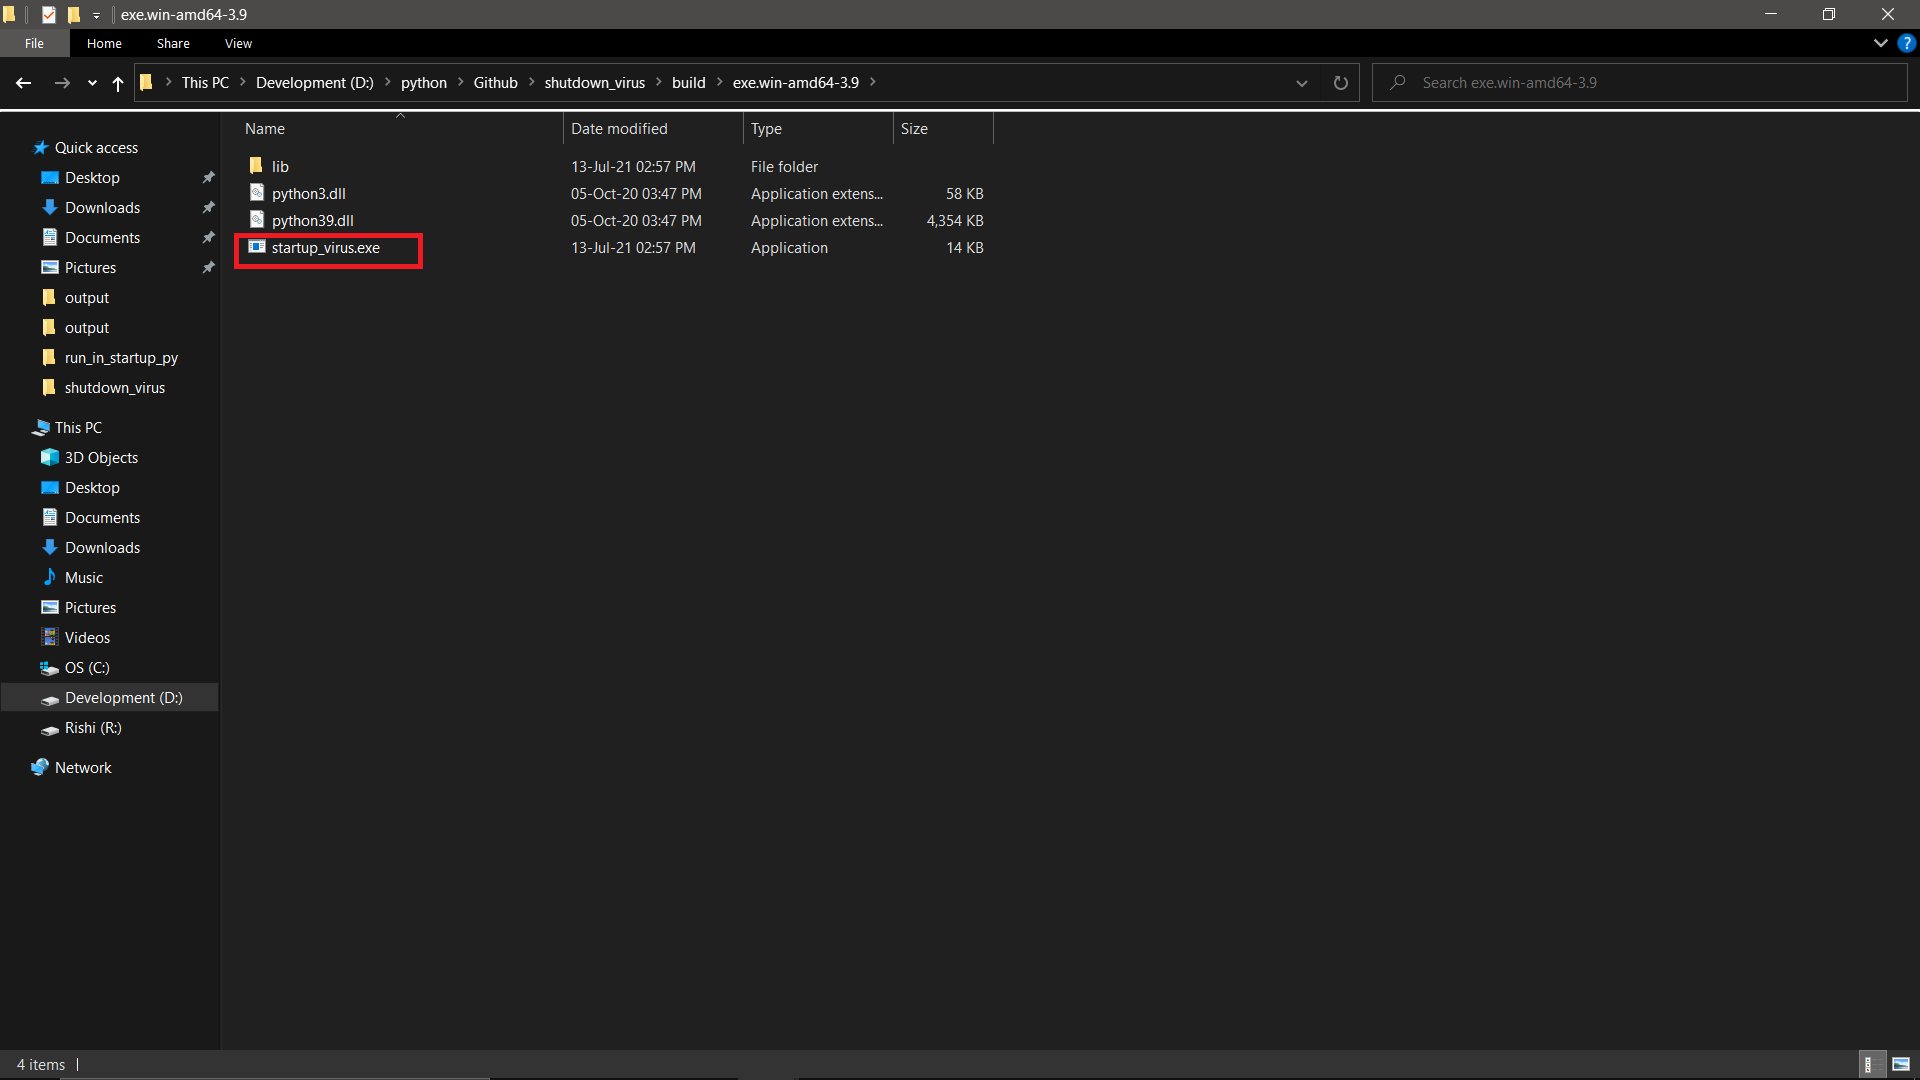 exe.win-amd64-3.9
File Home Share View
This PC Development (D:) python Github shutdown_virus build exe.win-amd64-3.9 Search exe.win-amd64-3.9
Name Date modified Type Size
lib 13-Jul-21 02:57 PM File folder
python3.dll 05-Oct-20 03:47 PM Application extens... 58 KB
python39.dll 05-Oct-20 03:47 PM Application extens... 4,354 KB
startup_virus.exe 13-Jul-21 02:57 PM Application 14 KB
Quick access
Desktop
Downloads
Documents
Pictures
output
output
run_in_startup_py
shutdown_virus
This PC
3D Objects
Desktop
Documents
Downloads
Music
Pictures
Videos
OS (C:)
Development (D:)
Rishi (R:)
Network
4 items